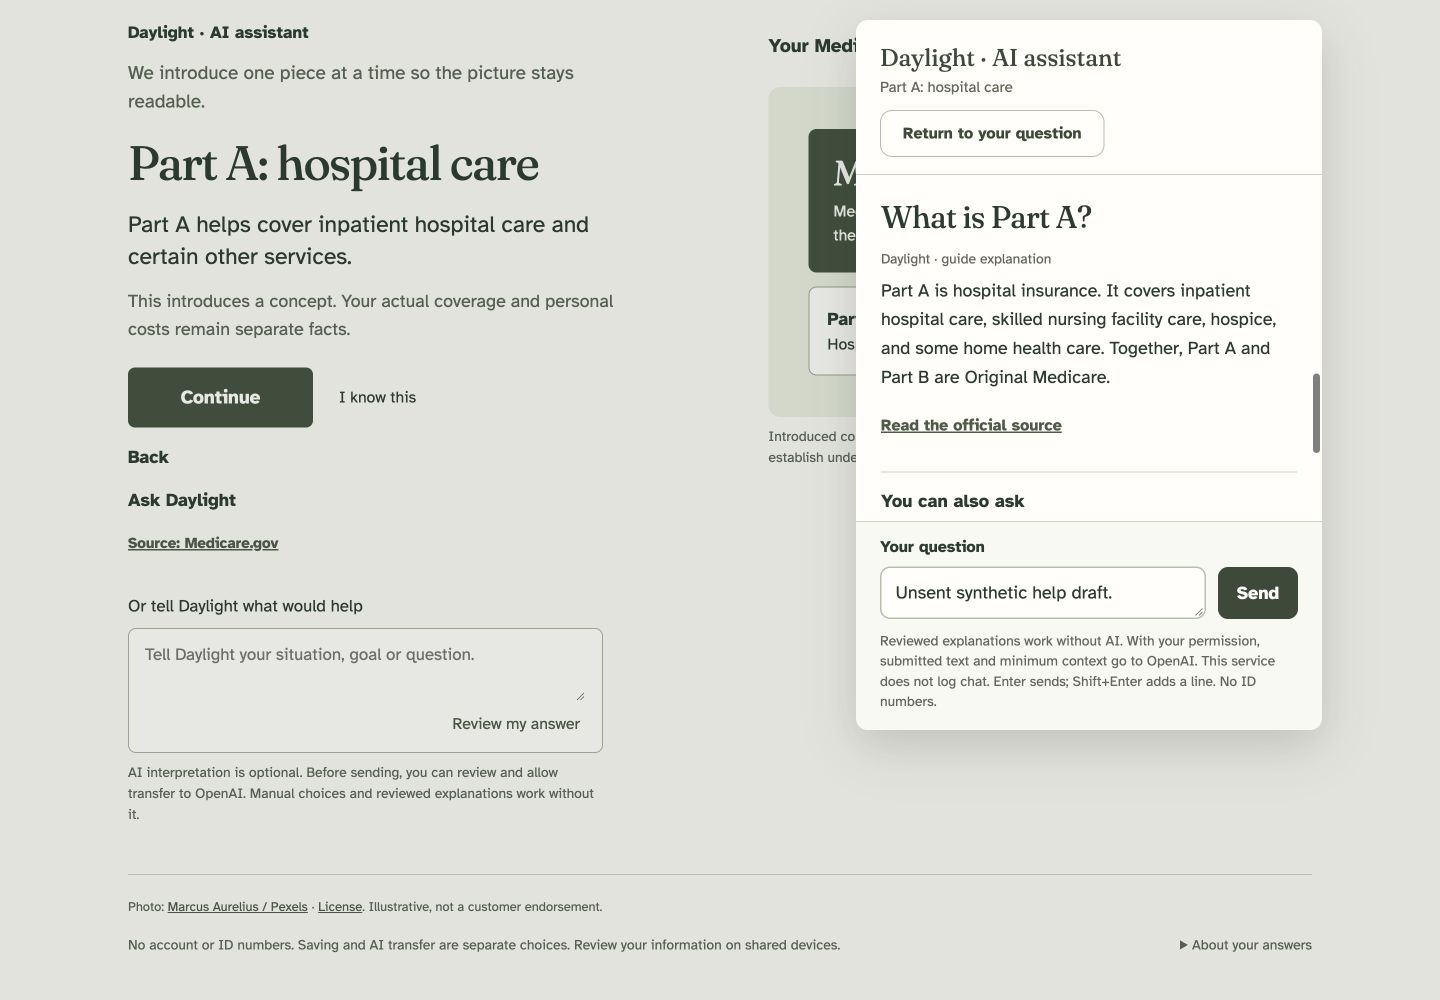 Daylight · AI assistant
We introduce one piece at a time so the picture stays
readable.
Part A: hospital care
Part A helps cover inpatient hospital care and
certain other services.
This introduces a concept. Your actual coverage and personal
costs remain separate facts.
Continue
I know this
Back
Ask Daylight
Source: Medicare.gov
Or tell Daylight what would help
Tell Daylight your situation, goal or question.
Review my answer
AI interpretation is optional. Before sending, you can review and allow
transfer to OpenAI. Manual choices and reviewed explanations work without
it.
Your Medi
M
Me
the
Par
Hos
Introduced co
establish unde
Daylight · AI assistant
Part A: hospital care
Return to your question
What is Part A?
Daylight · guide explanation
Part A is hospital insurance. It covers inpatient
hospital care, skilled nursing facility care, hospice,
and some home health care. Together, Part A and
Part B are Original Medicare.
Read the official source
You can also ask
Your question
Unsent synthetic help draft.
Send
Reviewed explanations work without AI. With your permission,
submitted text and minimum context go to OpenAI. This service
does not log chat. Enter sends; Shift+Enter adds a line. No ID
numbers.
Photo: Marcus Aurelius / Pexels · License. Illustrative, not a customer endorsement.
No account or ID numbers. Saving and AI transfer are separate choices. Review your information on shared devices.
▶ About your answers